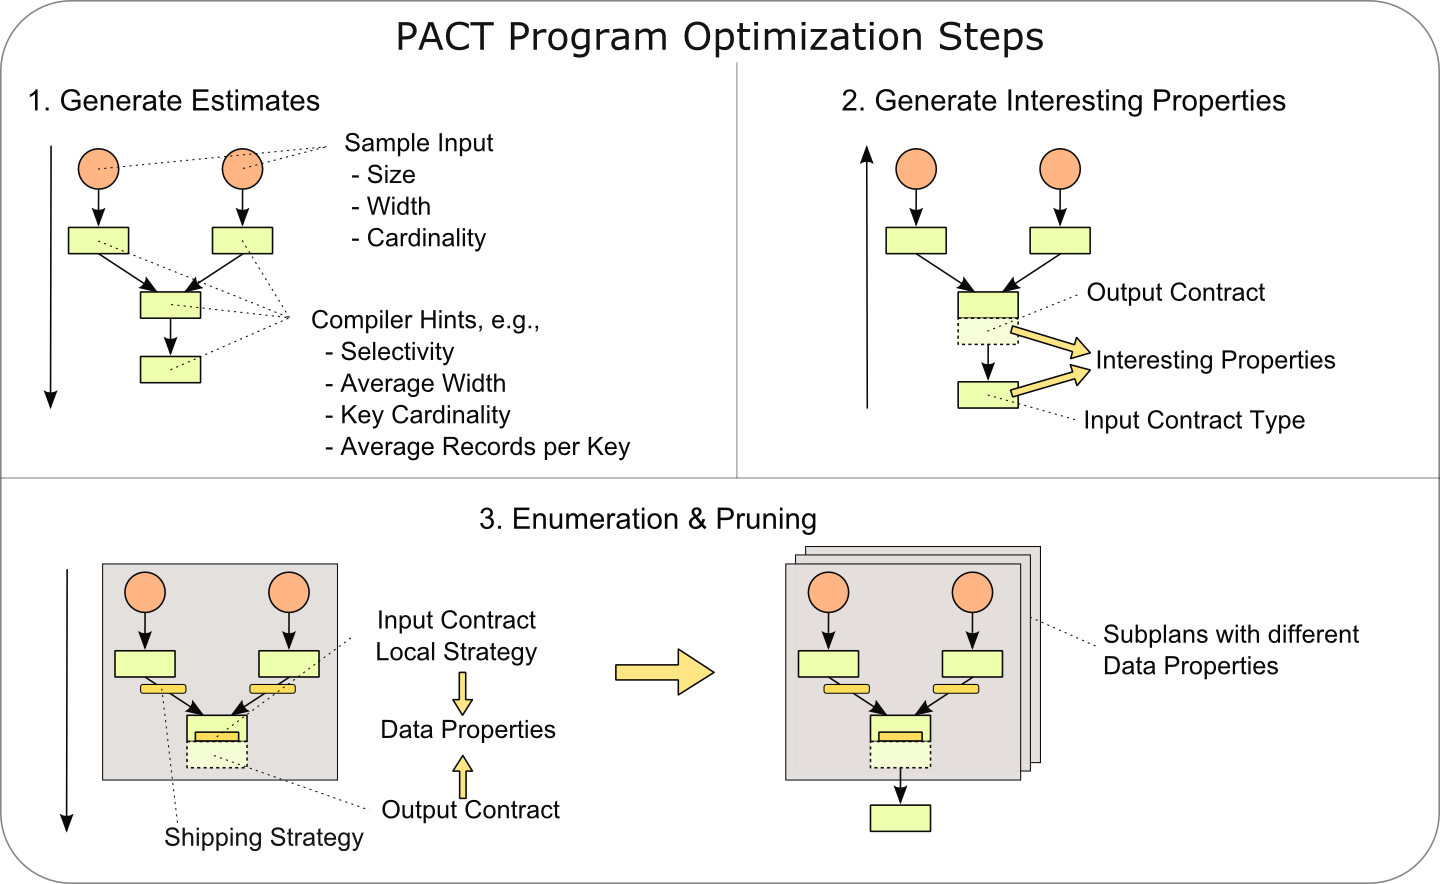 PACT Program Optimization Steps
1. Generate Estimates
Sample Input
- Size
- Width
- Cardinality
Compiler Hints, e.g.,
- Selectivity
- Average Width
- Key Cardinality
- Average Records per Key
2. Generate Interesting Properties
Output Contract
Interesting Properties
Input Contract Type
3. Enumeration & Pruning
Input Contract
Local Strategy
Data Properties
Output Contract
Shipping Strategy
Subplans with different
Data Properties